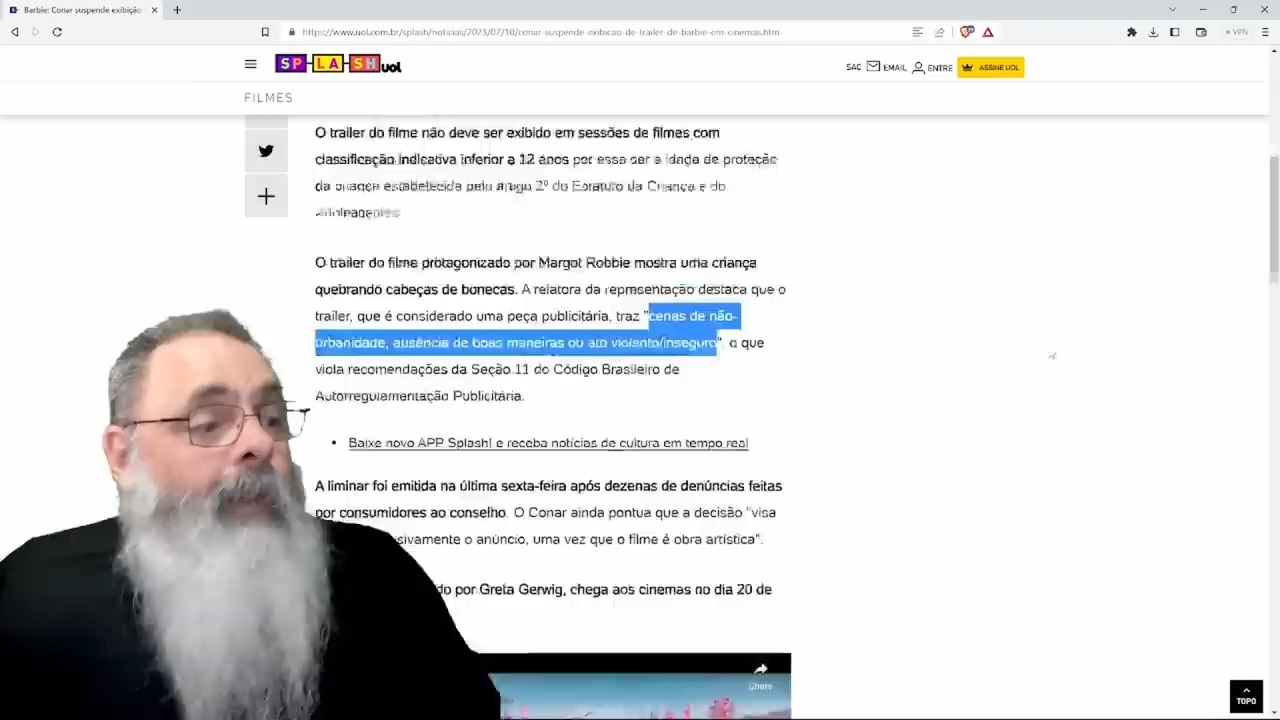 Barbie: Conar suspende exibição
https://www.uol.com.br/splash/noticias/2023/07/10/conar-suspende-exibicao-de-trailer-de-barbie-em-cinemas.htm
VPN
SPLASH uol
SAC EMAIL ENTRE ASSINE UOL
FILMES
O trailer do filme não deve ser exibido em sessões de filmes com
classificação indicativa inferior a 12 anos por essa ser a idade de proteção
da criança estabelecida pelo Artigo 2º do Estatuto da Criança e do
O trailer do filme protagonizado por Margot Robbie mostra uma criança
quebrando cabeças de bonecas. A relatora da representação destaca que o
trailer, que é considerado uma peça publicitária, traz "cenas de não-
urbanidade, ausência de boas maneiras ou ato violento/inseguro", o que
viola recomendações da Seção 11 do Código Brasileiro de
Autorregulamentação Publicitária.
• Baixe novo APP Splash! e receba notícias de cultura em tempo real
A liminar foi emitida na última sexta-feira após dezenas de denúncias feitas
por consumidores ao conselho. O Conar ainda pontua que a decisão "visa
sivamente o anúncio, uma vez que o filme é obra artística".
do por Greta Gerwig, chega aos cinemas no dia 20 de
Share
TOPO